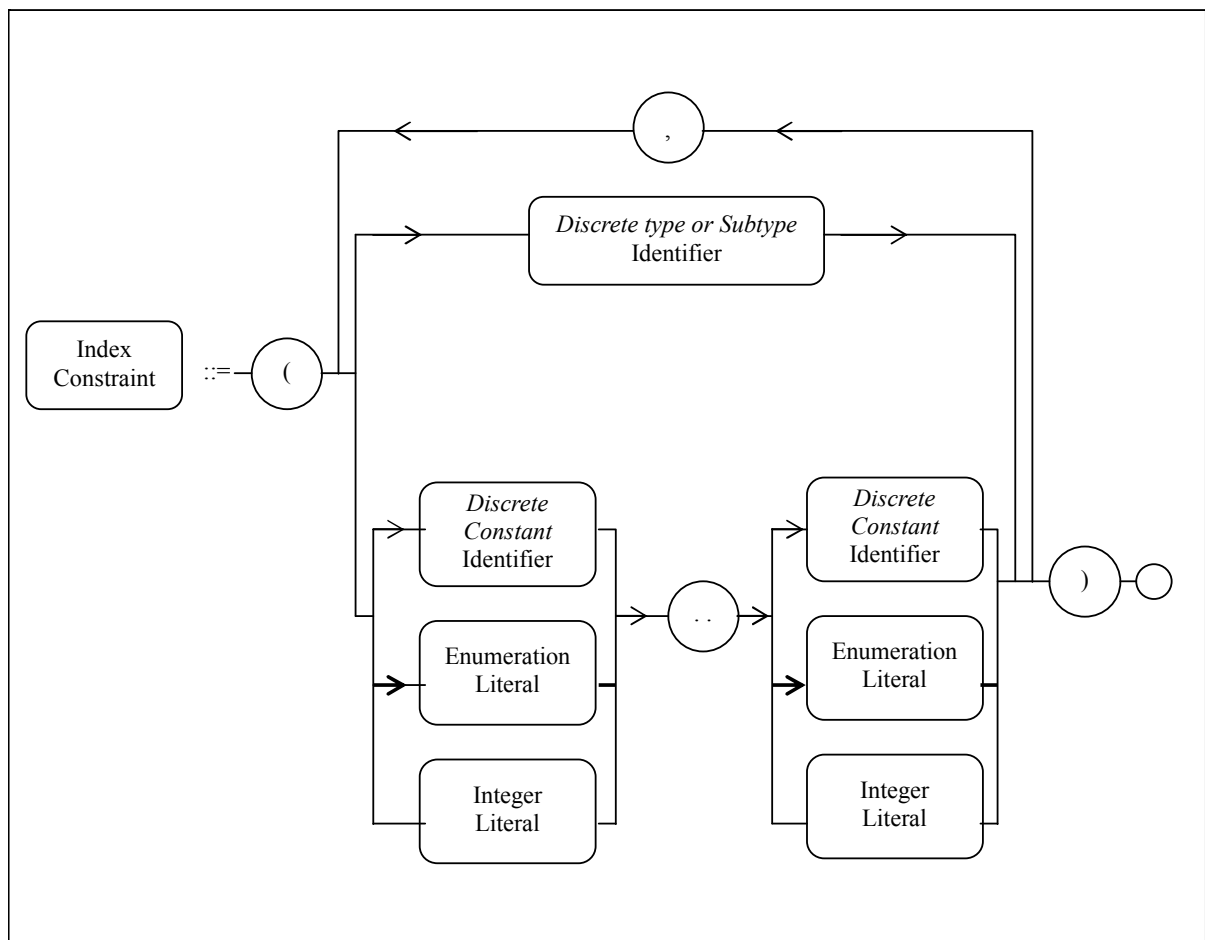 ,
Discrete type or Subtype
Identifier
Index
Constraint
::=
(
Discrete
Constant
Identifier
Discrete
Constant
Identifier
)
. .
Enumeration
Literal
Enumeration
Literal
Integer
Literal
Integer
Literal